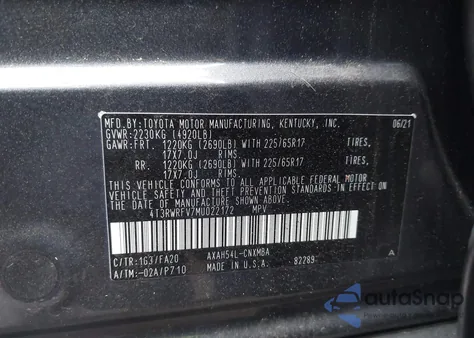 MFD. BY TOYOTA MOTOR MANUFACTURING, KENTUCKY, INC. 06/21
GVWR: 2230KG (4920LB)
GAWR: FRT. 1220KG (2690LB) WITH 225/65R17 TIRES,
17X7.0J RIMS
RR. 1220KG (2690LB) WITH 225/65R17 TIRES,
17X7.0J RIMS
THIS VEHICLE CONFORMS TO ALL APPLICABLE FEDERAL MOTOR
VEHICLE SAFETY AND THEFT PREVENTION STANDARDS IN
EFFECT ON THE DATE OF MANUFACTURE SHOWN ABOVE.
4T3RWRFV7MU022172 MPV
C/TR: 1G3/FA20 AXAH54L-CNXMBA A
A/TM: -02A/P710 82289
MADE IN U.S.A.
autoSnap